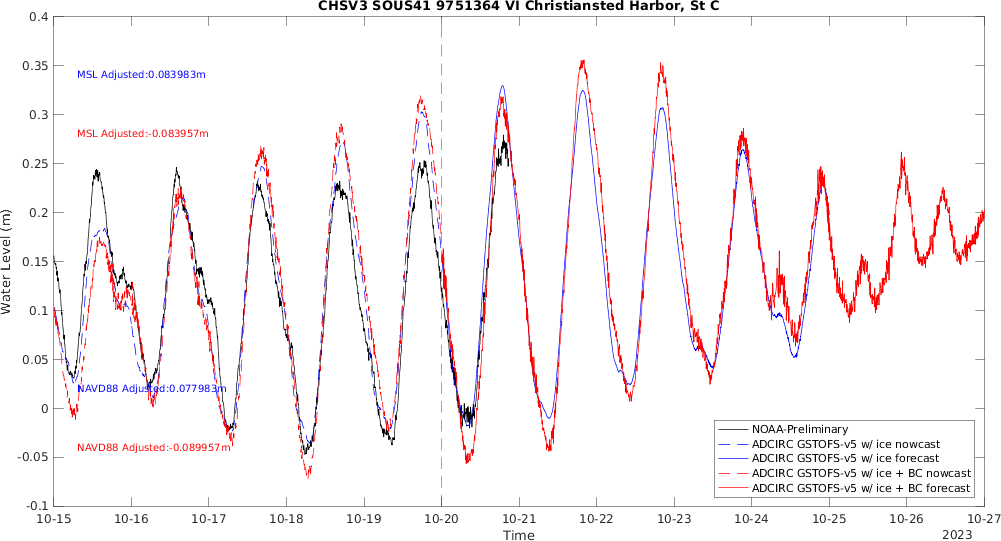 CHSV3 SOUS41 9751364 VI Christiansted Harbor, St C
0.4
0.35
0.3
0.25
0.2
0.15
0.1
0.05
0
-0.05
-0.1
Water Level (m)
MSL Adjusted:0.083983m
MSL Adjusted:-0.083957m
NAVD88 Adjusted:0.077983m
NAVD88 Adjusted:-0.089957m
NOAA-Preliminary
ADCIRC GSTOFS-v5 w/ ice nowcast
ADCIRC GSTOFS-v5 w/ ice forecast
ADCIRC GSTOFS-v5 w/ ice + BC nowcast
ADCIRC GSTOFS-v5 w/ ice + BC forecast
10-15 10-16 10-17 10-18 10-19 10-20 10-21 10-22 10-23 10-24 10-25 10-26 10-27
Time
2023